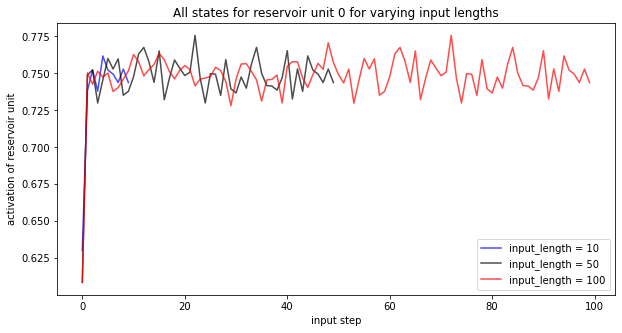 All states for reservoir unit 0 for varying input lengths
activation of reservoir unit
0.775
0.750
0.725
0.700
0.675
0.650
0.625
input_length = 10
input_length = 50
input_length = 100
0 20 40 60 80 100
input step